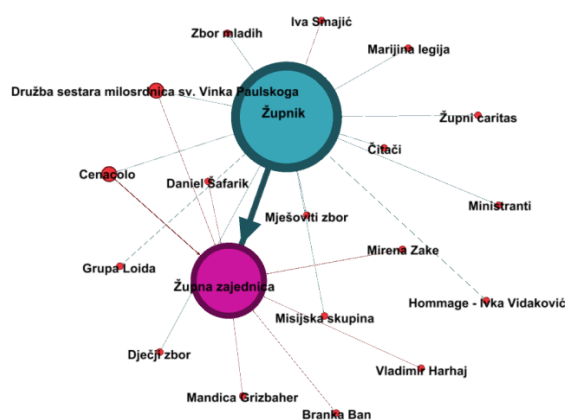 Iva Smajić
Zbor mladih
Marijina legija
Družba sestara milosrdnica sv. Vinka Paulskoga
Župnik
Župni caritas
Čitači
Cenacolo
Daniel Šafarik
Ministranti
Mješoviti zbor
Mirena Zake
Grupa Loida
Župna zajednica
Hommage - Ivka Vidaković
Misijska skupina
Dječji zbor
Vladimir Harhaj
Mandica Grizbaher
Branka Ban